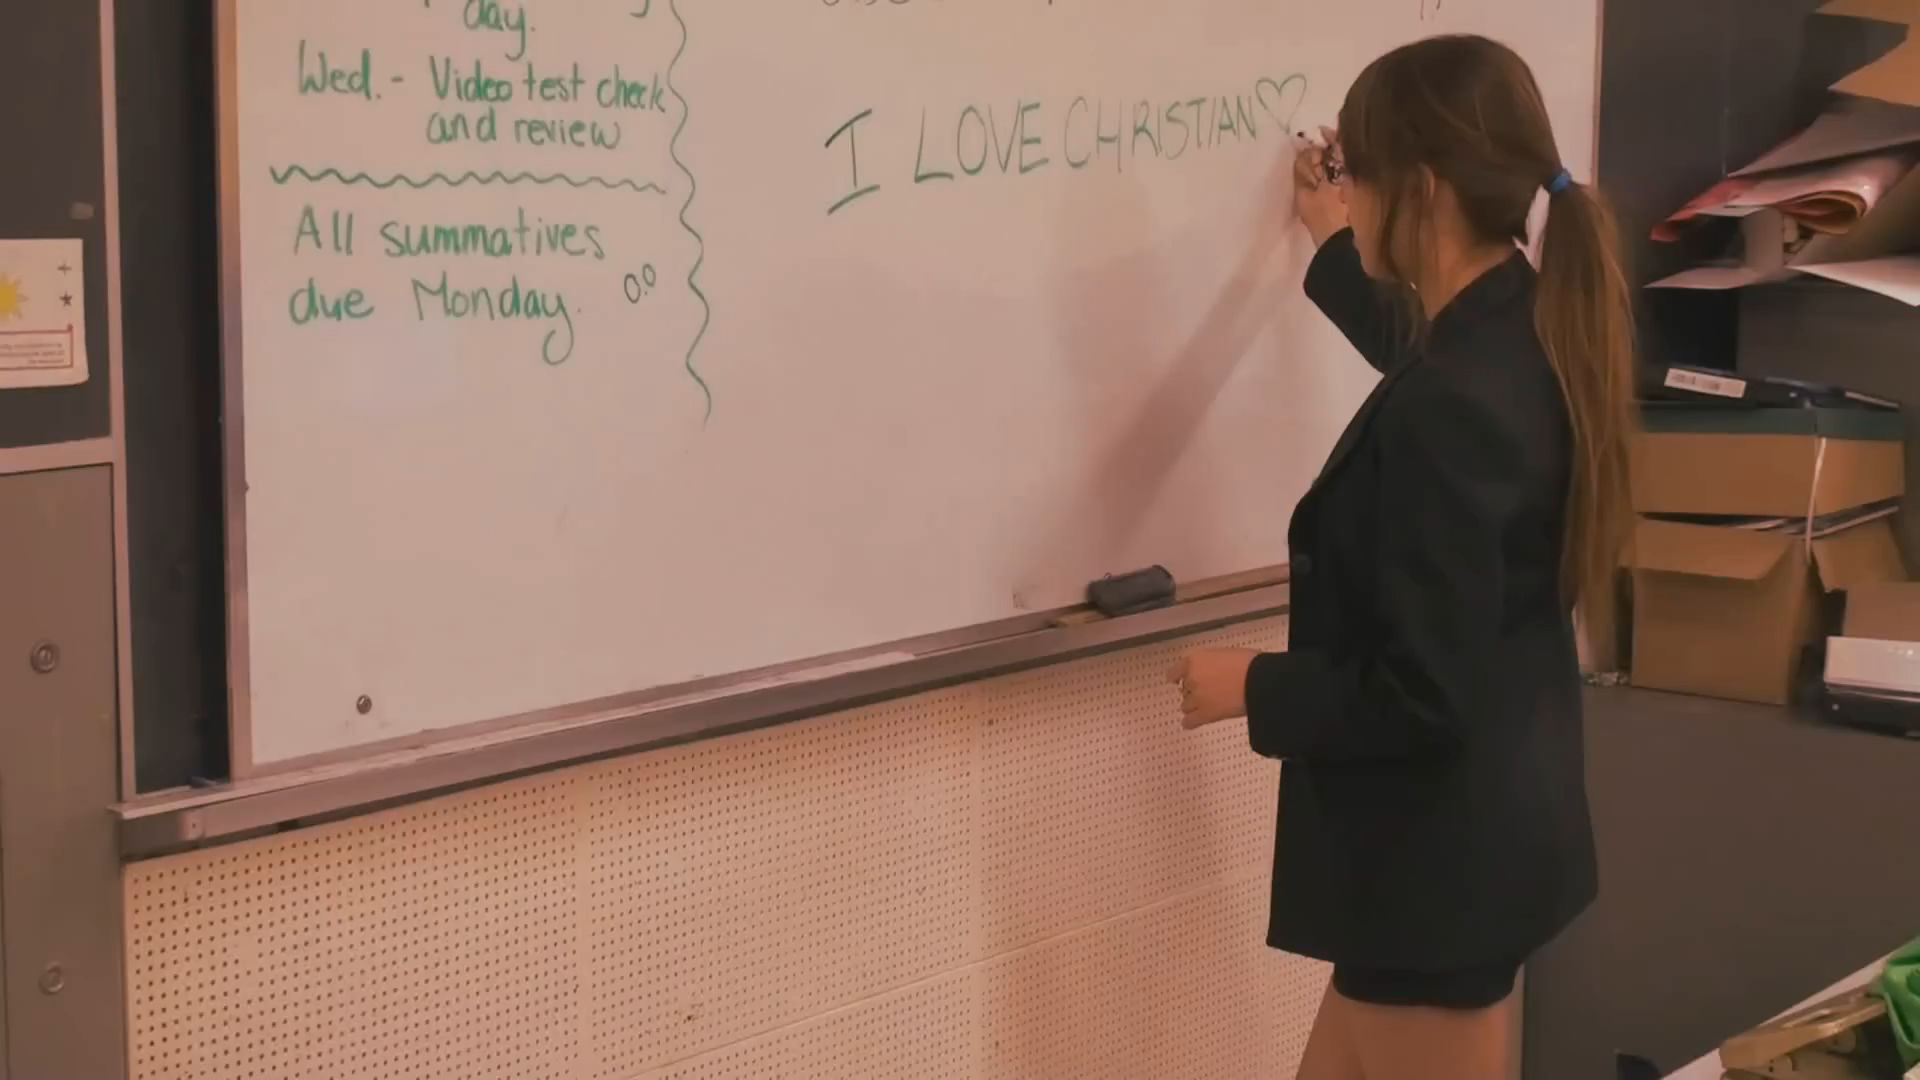 day.
Wed. - Video test check
and review
All summatives
due Monday. 0.0
I LOVE CHRISTIAN♡